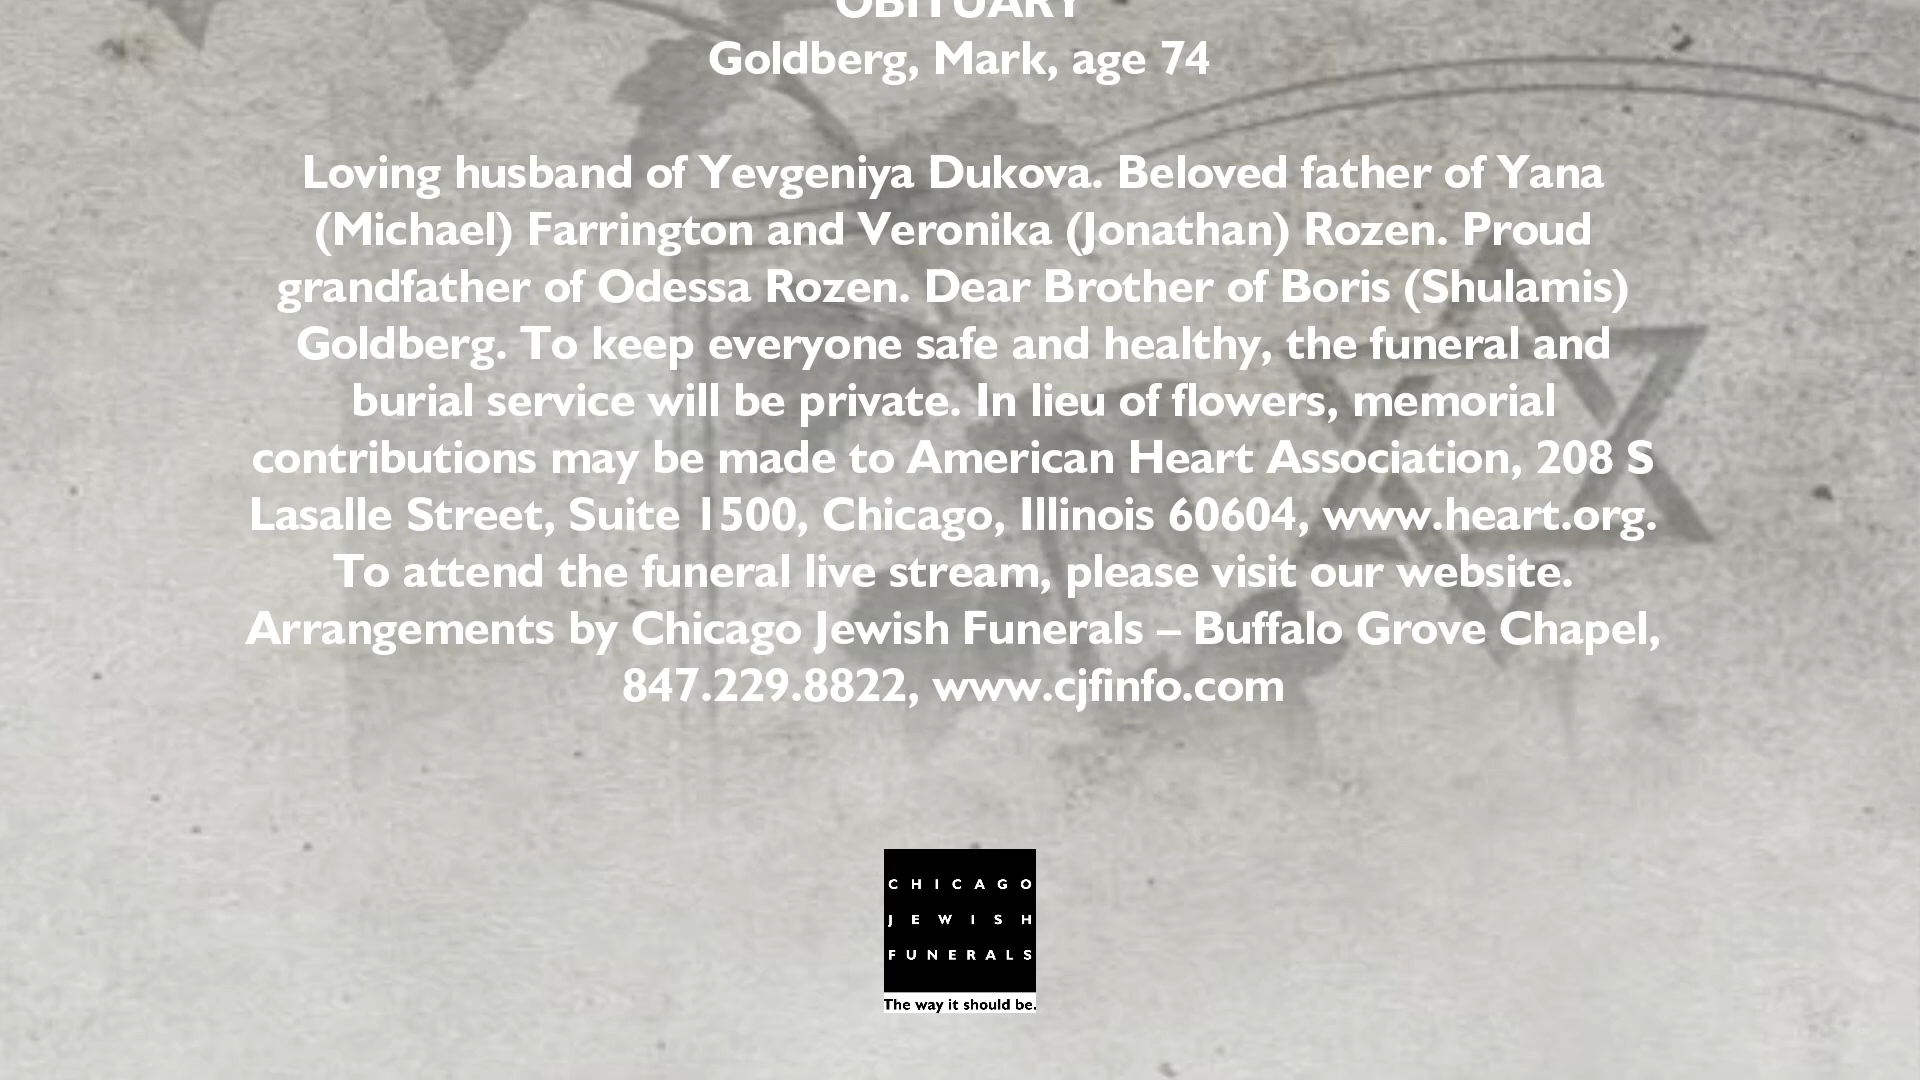 OBITUARY
Goldberg, Mark, age 74
Loving husband of Yevgeniya Dukova. Beloved father of Yana
(Michael) Farrington and Veronika (Jonathan) Rozen. Proud
grandfather of Odessa Rozen. Dear Brother of Boris (Shulamis)
Goldberg. To keep everyone safe and healthy, the funeral and
burial service will be private. In lieu of flowers, memorial
contributions may be made to American Heart Association, 208 S
Lasalle Street, Suite 1500, Chicago, Illinois 60604, www.heart.org.
To attend the funeral live stream, please visit our website.
Arrangements by Chicago Jewish Funerals – Buffalo Grove Chapel,
847.229.8822, www.cjfinfo.com
CHICAGO
JEWISH
FUNERALS
The way it should be.